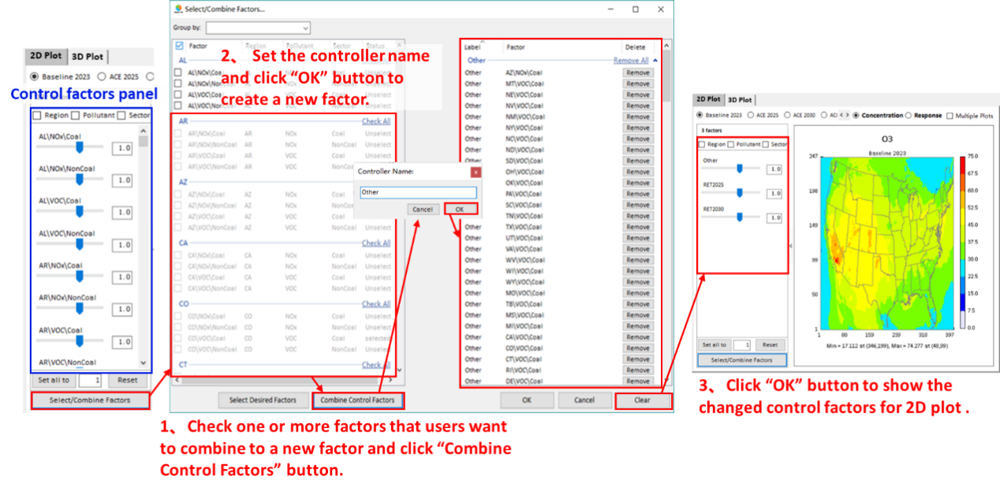 2D Plot 3D Plot
Baseline 2023 ACE 2025
Control factors panel
Region Pollutant Sector
AL\NOx\Coal
1.0
AL\NOx\NonCoal
1.0
AL\VOC\Coal
1.0
AL\VOC\NonCoal
1.0
AR\NOx\Coal
1.0
AR\NOx\NonCoal
1.0
AR\VOC\Coal
1.0
AR\VOC\NonCoal
Set all to 1 Reset
Select/Combine Factors
Select/Combine Factors...
Group by:
Factor Region Pollutant Sector Status
AL
AL\NOx\Coal
AL\NOx\NonCoal
AL\VOC\Coal
AL\VOC\NonCoal
2、 Set the controller name
and click “OK” button to
create a new factor.
AR Check All
AR\NOx\Coal AR NOx Coal Unselect
AR\NOx\NonCoal AR NOx NonCoal Unselect
AR\VOC\Coal AR VOC Coal Unselect
AR\VOC\NonCoal AR VOC NonCoal
AZ
AZ\NOx\Coal AZ NOx Coal
AZ\NOx\NonCoal AZ NOx NonCoal
AZ\VOC\Coal AZ VOC Coal
AZ\VOC\NonCoal AZ VOC NonCoal Unselect
CA Check All
CA\NOx\Coal CA NOx Coal Unselect
CA\NOx\NonCoal CA NOx NonCoal Unselect
CA\VOC\Coal CA VOC Coal Unselect
CA\VOC\NonCoal CA VOC NonCoal Unselect
CO Check All
CO\NOx\Coal CO NOx Coal Unselect
CO\NOx\NonCoal CO NOx NonCoal Unselect
CO\VOC\Coal CO VOC Coal selected
CO\VOC\NonCoal CO VOC NonCoal Unselect
CT Check All
Select Desired Factors Combine Control Factors
Controller Name:
Other
Cancel OK
Label Factor Delete
Other Remove All
Other AZ\NOx\Coal Remove
Other MT\VOC\Coal Remove
Other NE\VOC\Coal Remove
Other NV\VOC\Coal Remove
Other NM\VOC\Coal Remove
Other NY\VOC\Coal Remove
Other NC\VOC\Coal Remove
Other ND\VOC\Coal Remove
Other SD\VOC\Coal Remove
OH\VOC\Coal Remove
OK\VOC\Coal Remove
PA\VOC\Coal Remove
SC\VOC\Coal Remove
TN\VOC\Coal Remove
Other TX\VOC\Coal Remove
Other UT\VOC\Coal Remove
Other VA\VOC\Coal Remove
Other WV\VOC\Coal Remove
Other WI\VOC\Coal Remove
Other WY\VOC\Coal Remove
Other MO\VOC\Coal Remove
Other TB\VOC\Coal Remove
Other MS\VOC\Coal Remove
Other MI\VOC\Coal Remove
Other CA\VOC\Coal Remove
Other CO\VOC\Coal Remove
Other CT\VOC\Coal Remove
Other RI\VOC\Coal Remove
Other DE\VOC\Coal Remove
OK Cancel Clear
1、 Check one or more factors that users want
to combine to a new factor and click “Combine
Control Factors” button.
2D Plot 3D Plot
Baseline 2023 ACE 2025 ACE 2030 ACI < > Concentration Response Multiple Plots
3 factors
Region Pollutant Sector
Other
1.0
RET2025
1.0
RET2030
1.0
Set all to 1 Reset
Select/Combine Factors
O3
Baseline 2023
247
198
149
99
50
1
1 80 159 239 318 397
75.0
67.5
60.0
52.5
45.0
37.5
30.0
22.5
15.0
7.5
0.0
Min = 17.112 at (346,199), Max = 74.277 at (40,99)
3、Click “OK” button to show the
changed control factors for 2D plot .